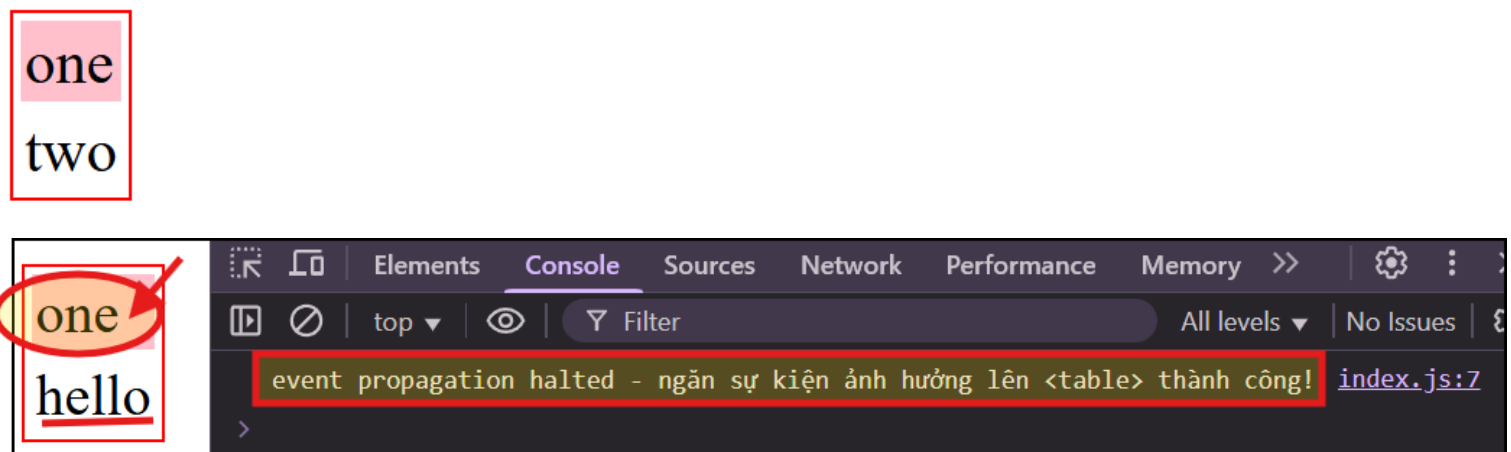 one
two
one
hello
Elements Console Sources Network Performance Memory
top Filter All levels No Issues
event propagation halted - ngăn sự kiện ảnh hưởng lên <table> thành công! index.js:7